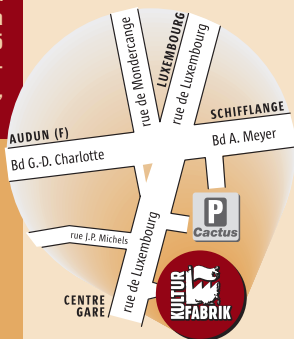 rue de Mondercange
LUXEMBOURG
rue de Luxembourg
SCHIFFLANGE
AUDUN (F)
Bd A. Meyer
Bd G.-D. Charlotte
P
Cactus
rue J.P. Michels
rue de Luxembourg
CENTRE
GARE
KULTUR
FABRIK